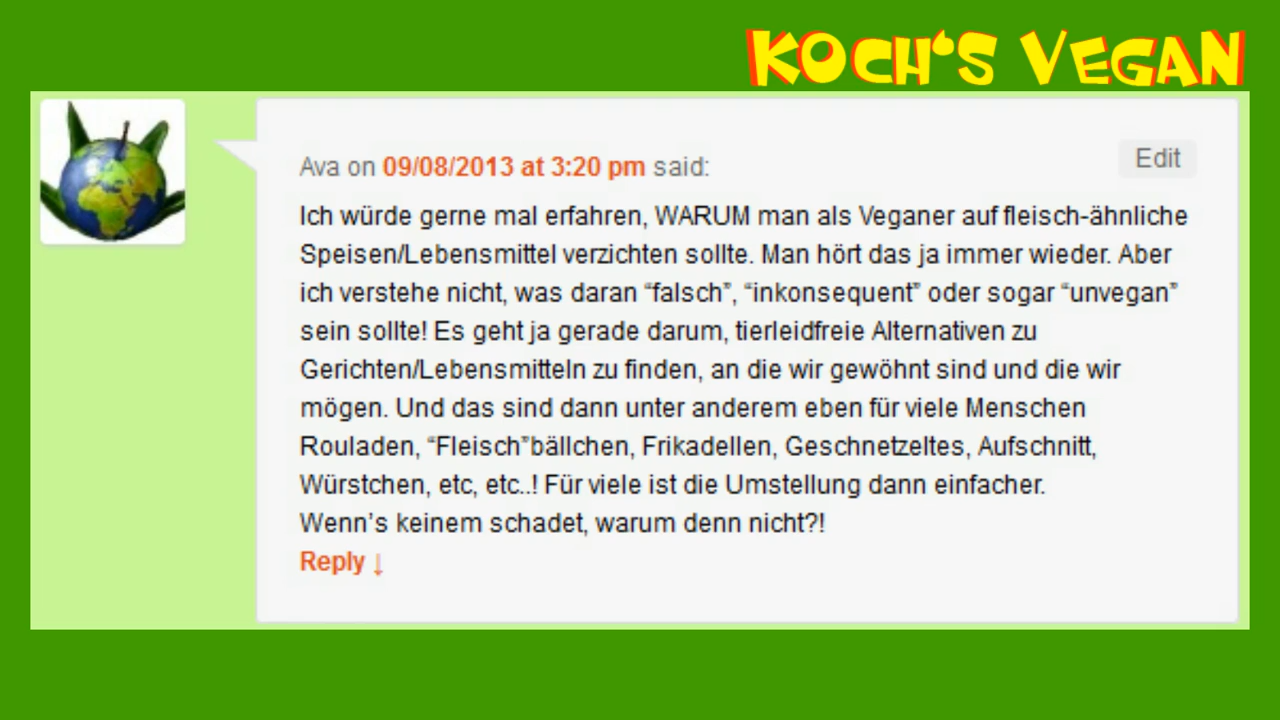 KOCH'S VEGAN
Ava on 09/08/2013 at 3:20 pm said:
Edit
Ich würde gerne mal erfahren, WARUM man als Veganer auf fleisch-ähnliche
Speisen/Lebensmittel verzichten sollte. Man hört das ja immer wieder. Aber
ich verstehe nicht, was daran “falsch”, “inkonsequent” oder sogar “unvegan”
sein sollte! Es geht ja gerade darum, tierleidfreie Alternativen zu
Gerichten/Lebensmitteln zu finden, an die wir gewöhnt sind und die wir
mögen. Und das sind dann unter anderem eben für viele Menschen
Rouladen, “Fleisch”bällchen, Frikadellen, Geschnetzeltes, Aufschnitt,
Würstchen, etc, etc..! Für viele ist die Umstellung dann einfacher.
Wenn’s keinem schadet, warum denn nicht?!
Reply ↓